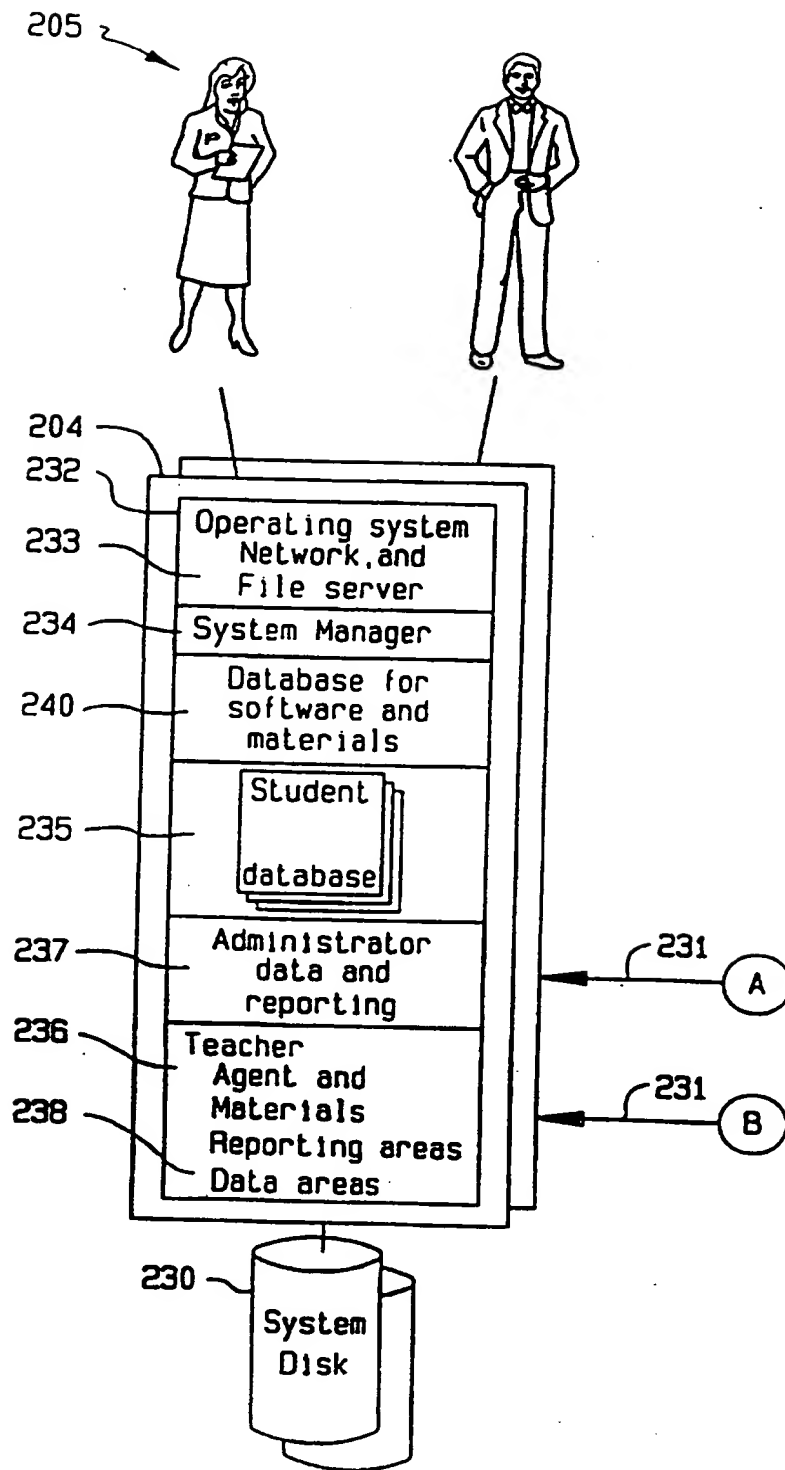 205
204
232
Operating system
Network, and
233
File server
234
System Manager
Database for
240
software and
materials
Student
235
database
237
Administrator
data and
reporting
231
A
236
Teacher
Agent and
Materials
231
B
238
Reporting areas
Data areas
230
System
Disk